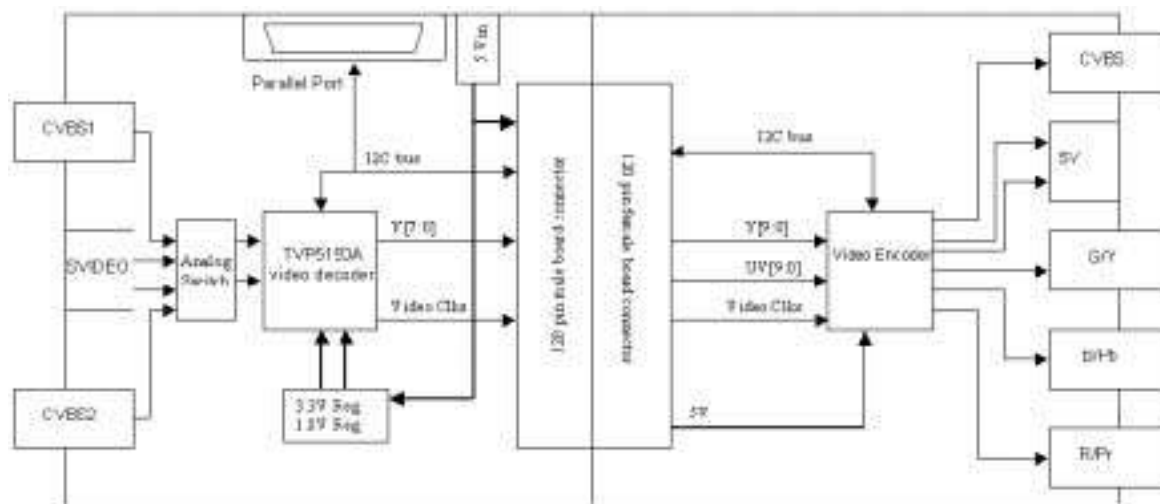 5 Vin
Parallel Port
CVBS
CVBS1
SV
I2C bus
I2C bus
TVP5150A
video decoder
Y[7:0]
Y[9:0]
Video Encoder
G/Y
SVIDEO
Analog
Switch
UV[9:0]
Video Clks
Video Clks
120 pin male board connector
120 pin female board connector
B/Pb
3.3V Reg
1.8V Reg
CVBS2
5V
R/Pr